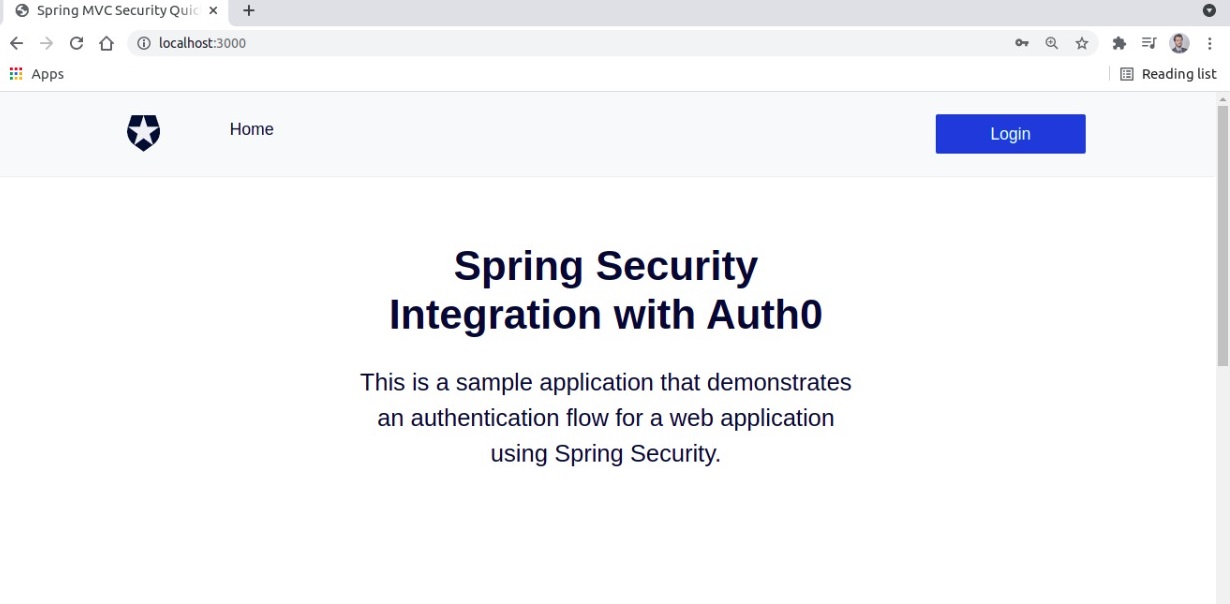 Spring MVC Security Quic
localhost:3000
Apps
Reading list
Home
Login
Spring Security
Integration with Auth0
This is a sample application that demonstrates
an authentication flow for a web application
using Spring Security.